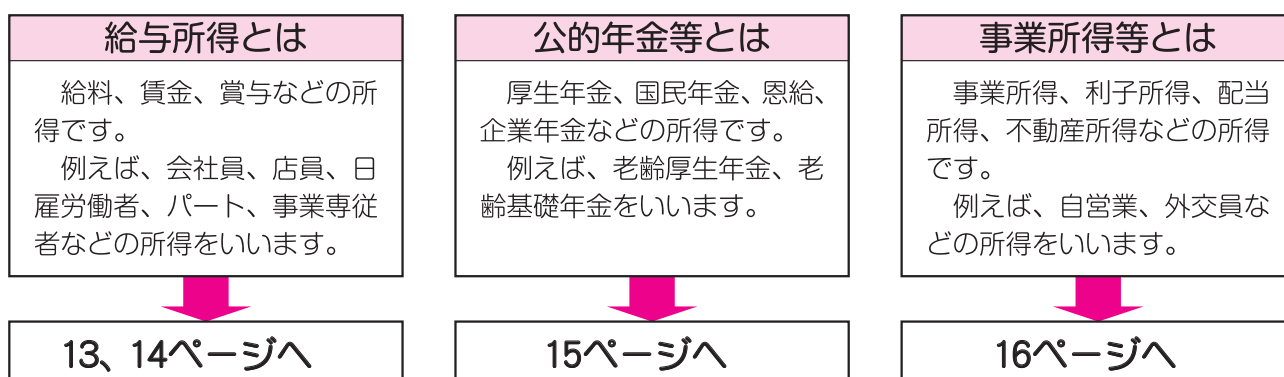 給与所得とは
給料、賃金、賞与などの所
得です。
例えば、会社員、店員、日
雇労働者、パート、事業専従
者などの所得をいいます。
13、14ページへ
公的年金等とは
厚生年金、国民年金、恩給、
企業年金などの所得です。
例えば、老齢厚生年金、老
齢基礎年金をいいます。
15ページへ
事業所得等とは
事業所得、利子所得、配当
所得、不動産所得などの所得
です。
例えば、自営業、外交員な
どの所得をいいます。
16ページへ